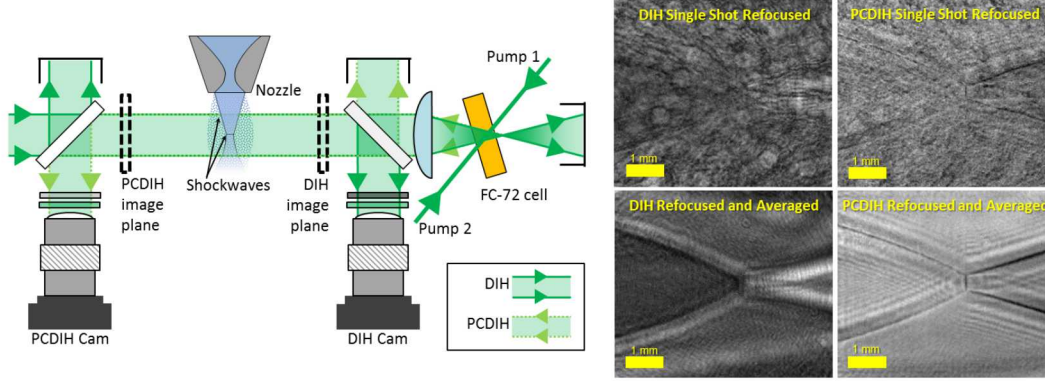 Nozzle
Pump 1
Shockwaves
PCDIH
image
plane
DIH
image
plane
FC-72 cell
Pump 2
DIH
PCDIH
PCDIH Cam
DIH Cam
DIH Single Shot Refocused
1 mm
PCDIH Single Shot Refocused
1 mm
DIH Refocused and Averaged
1 mm
PCDIH Refocused and Averaged
1 mm